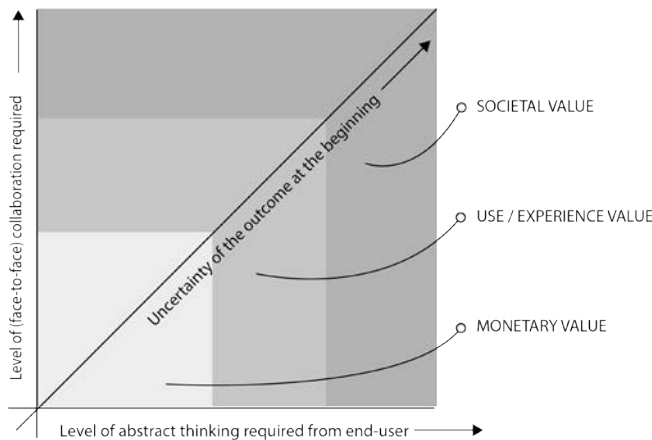 Level of (face-to-face) collaboration required
Uncertainty of the outcome at the beginning
SOCIETAL VALUE
USE / EXPERIENCE VALUE
MONETARY VALUE
Level of abstract thinking required from end-user